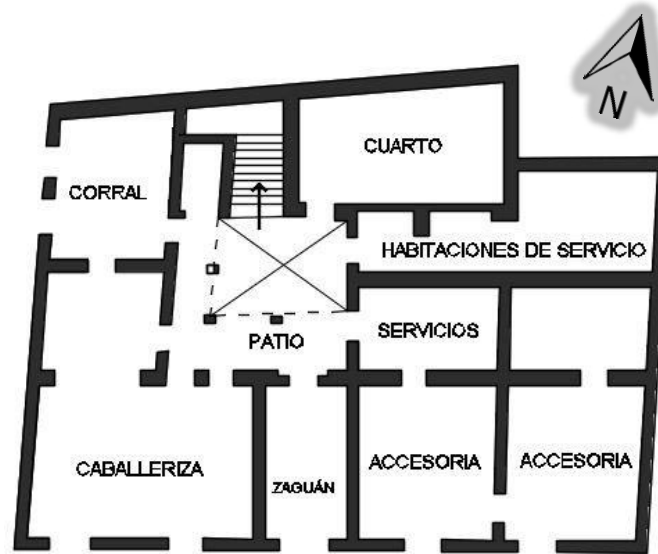 N
CUARTO
CORRAL
HABITACIONES DE SERVICIO
SERVICIOS
PATIO
CABALLERIZA
ZAGUÁN
ACCESORIA
ACCESORIA